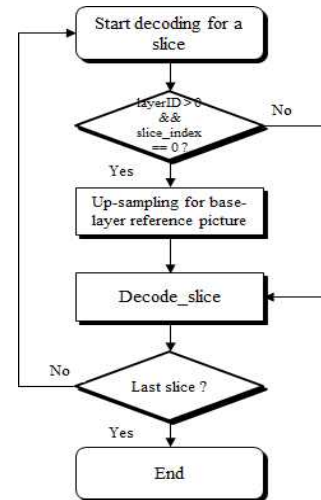 Start decoding for a
slice
layerID > 0
&&
slice_index
== 0 ?
No
Yes
Up-sampling for base-
layer reference picture
Decode_slice
No
Last slice ?
Yes
End